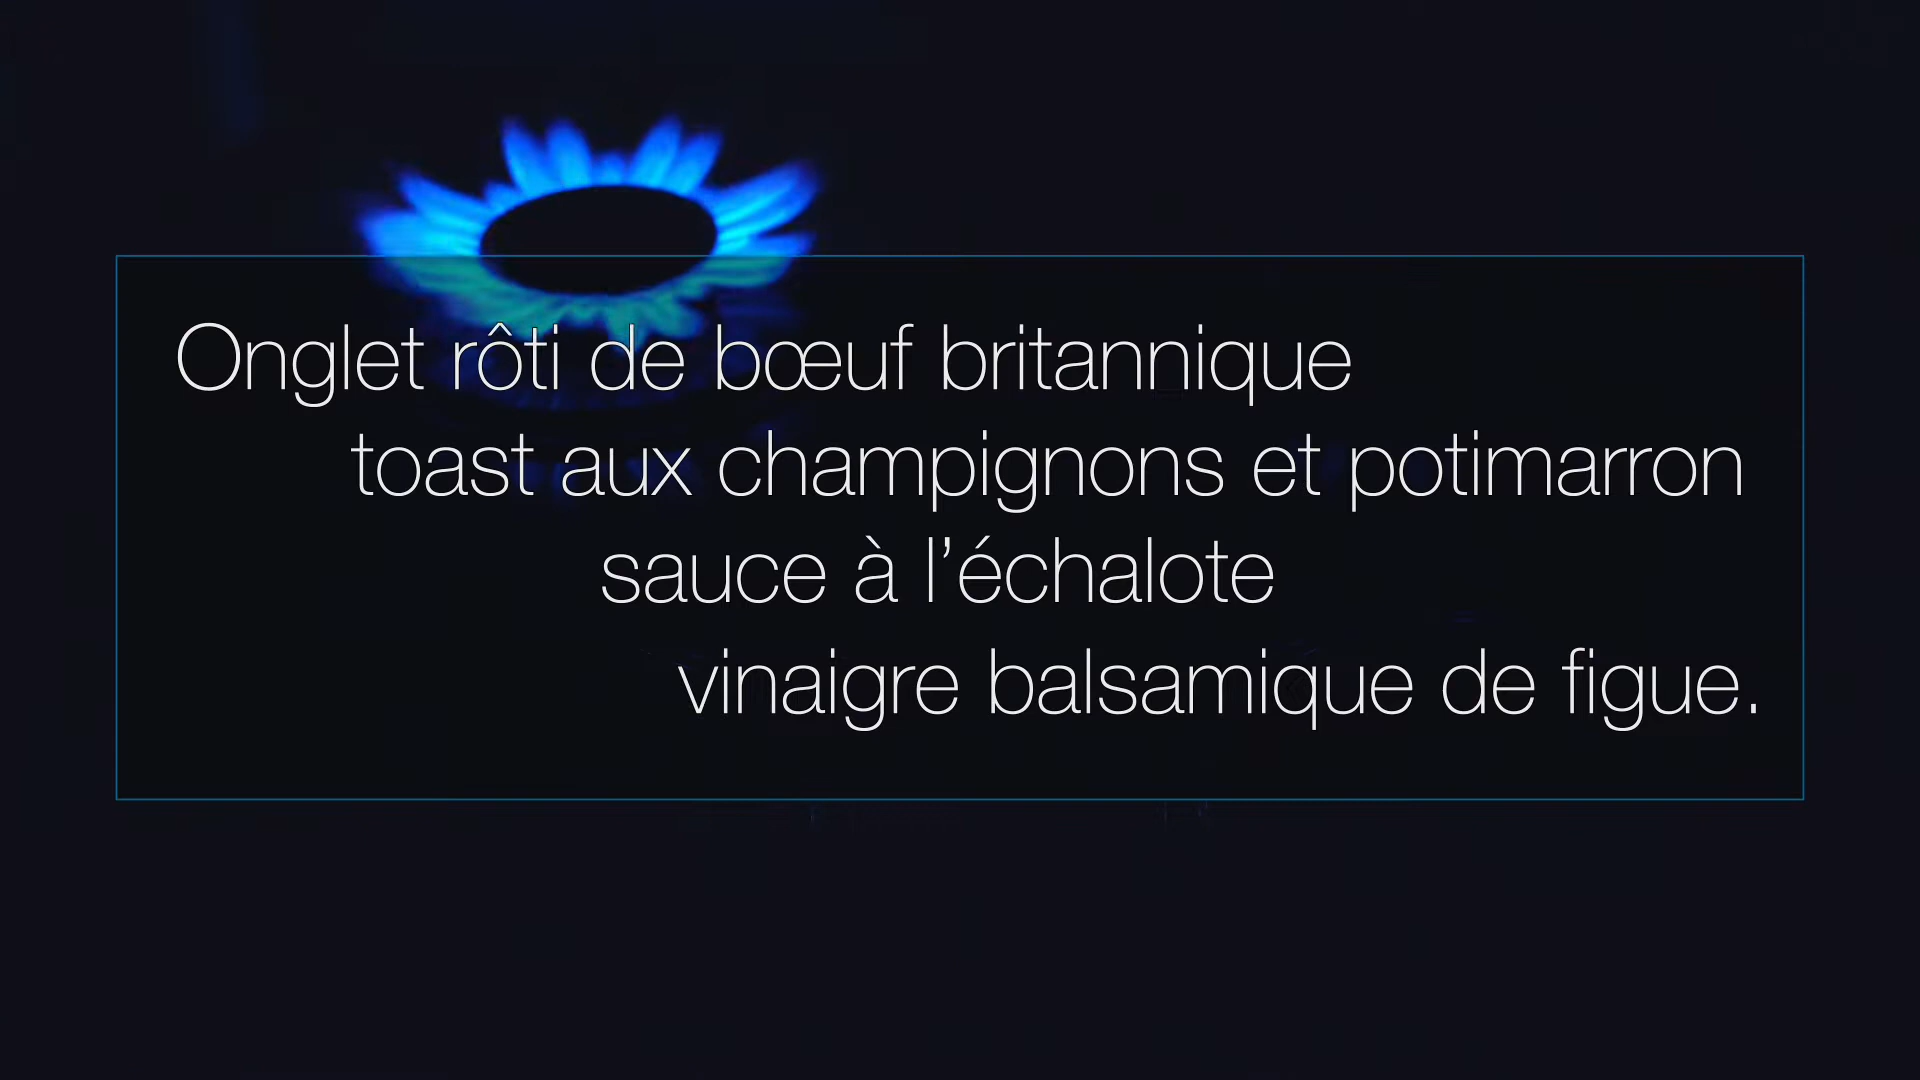 Onglet rôti de bœuf britannique
toast aux champignons et potimarron
sauce à l’échalote
vinaigre balsamique de figue.